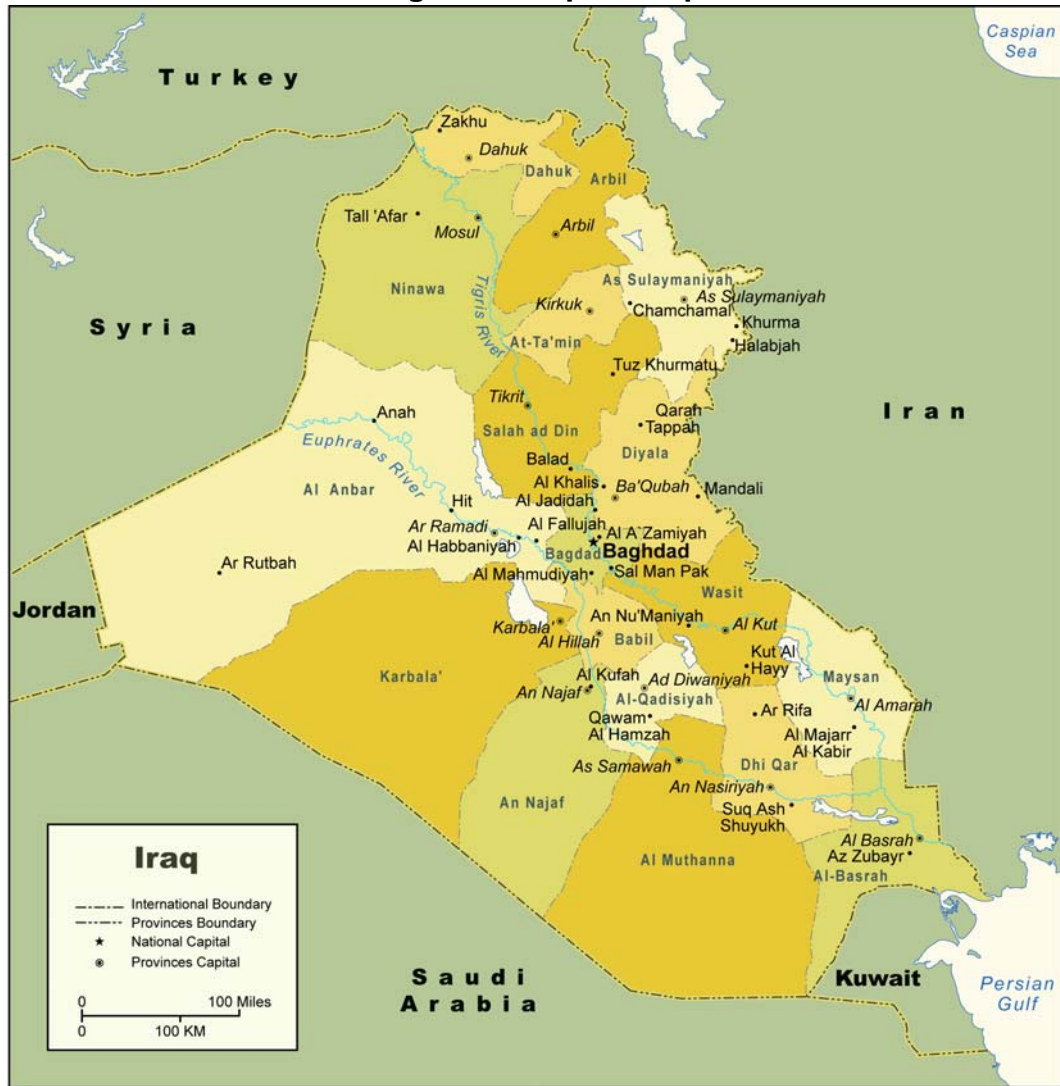 Caspian
Sea
Turkey
Zakhu
Dahuk
Dahuk
Arbil
Tall 'Afar
Mosul
Arbil
Ninawa
Tigris River
As Sulaymaniyah
As Sulaymaniyah
Kirkuk
Chamchamal
Syria
Khurma
At-Ta'min
Halabjah
Tuz Khurmatu
Tikrit
Anah
Qarah
Tappah
Iran
Salah ad Din
Euphrates River
Diyala
Balad
Al Khalis
Ba'Qubah
Mandali
Al Anbar
Hit
Al Jadidah
Ar Ramadi
Al Fallujah
Al A`Zamiyah
Al Habbaniyah
Bagdad
Baghdad
Ar Rutbah
Al Mahmudiyah
Sal Man Pak
Wasit
Jordan
An Nu'Maniyah
Karbala'
Al Kut
Al Hillah
Babil
Kut Al
Hayy
Karbala'
Al Kufah
Ad Diwaniyah
Maysan
An Najaf
Al-Qadisiyah
Al Amarah
Qawam
Al Hamzah
Ar Rifa
Al Majarr
Al Kabir
As Samawah
Dhi Qar
An Nasiriyah
An Najaf
Suq Ash
Shuyukh
Al Basrah
Az Zubayr
Al Muthanna
Al-Basrah
Iraq
International Boundary
Provinces Boundary
National Capital
Provinces Capital
0 100 Miles
0 100 KM
Saudi
Arabia
Kuwait
Persian
Gulf